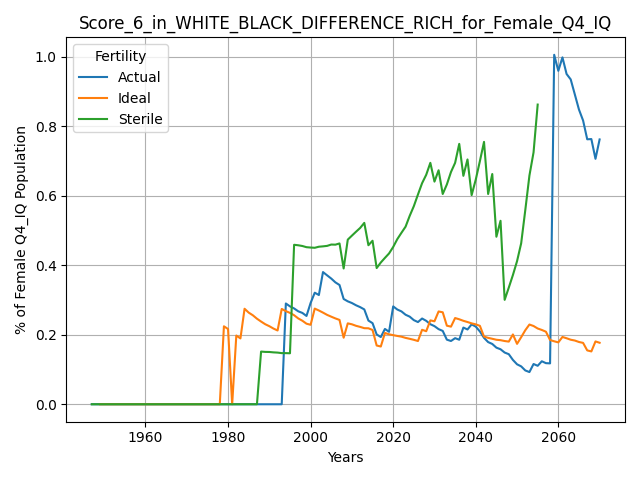 Score_6_in_WHITE_BLACK_DIFFERENCE_RICH_for_Female_Q4_IQ
Fertility
Actual
Ideal
Sterile
% of Female Q4_IQ Population
1.0
0.8
0.6
0.4
0.2
0.0
1960 1980 2000 2020 2040 2060
Years